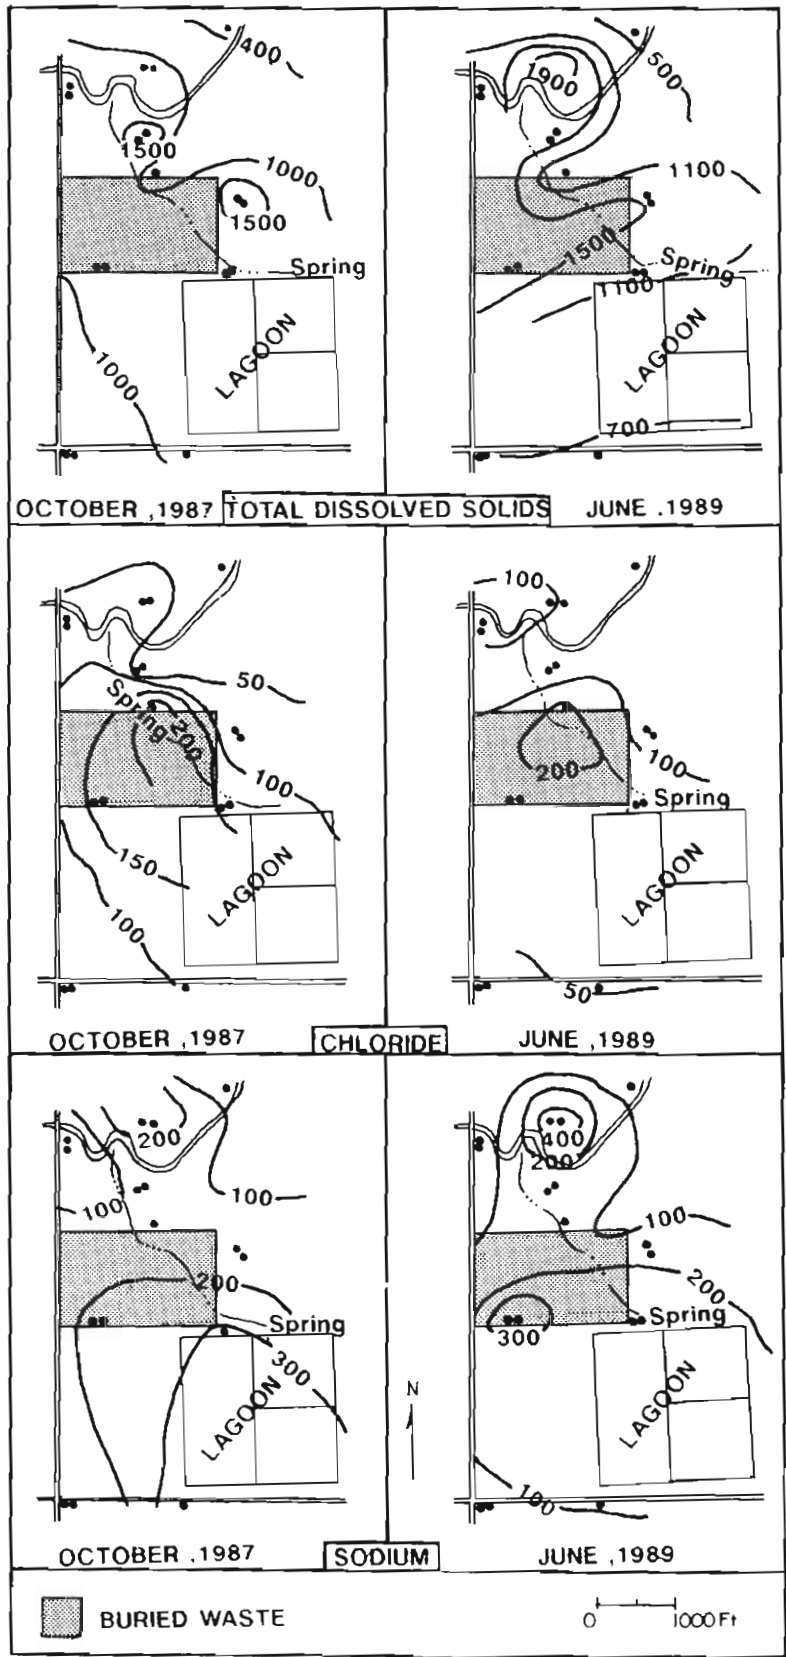 400
1500
1000
1500
Spring
LAGOON
1000
OCTOBER ,1987
TOTAL DISSOLVED SOLIDS
1900
500
1100
1500
Spring
1100
LAGOON
700
JUNE .1989
50
Spring
200
100
150
LAGOON
100
OCTOBER ,1987
CHLORIDE
100
200
100
Spring
LAGOON
50
JUNE ,1989
200
100
100
200
Spring
300
LAGOON
OCTOBER ,1987
SODIUM
N
400
200
100
200
Spring
300
LAGOON
100
JUNE ,1989
BURIED WASTE
0 1000Ft